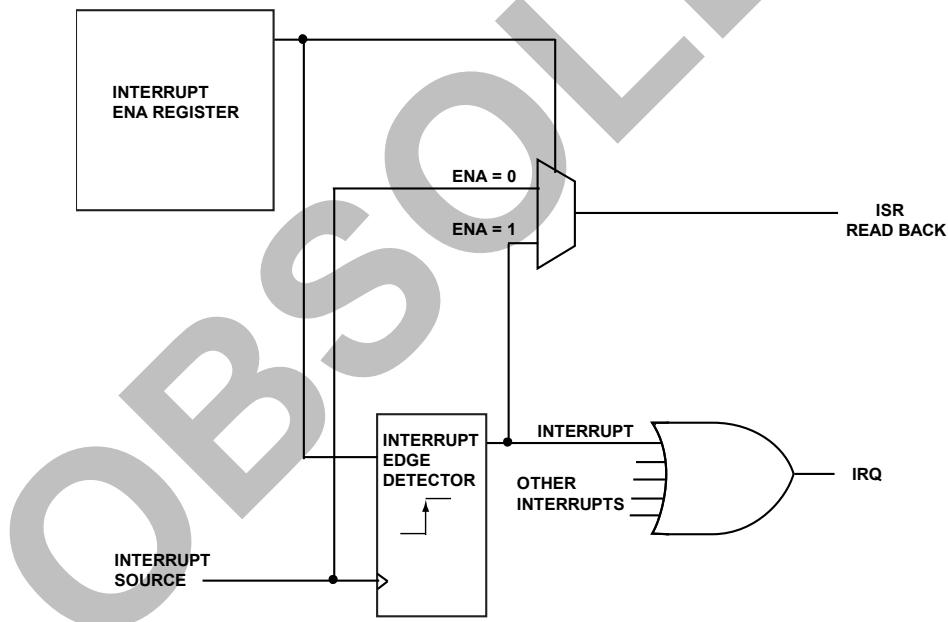 INTERRUPT
ENA REGISTER
ENA = 0
ENA = 1
ISR
READ BACK
INTERRUPT
EDGE
DETECTOR
INTERRUPT
OTHER
INTERRUPTS
IRQ
INTERRUPT
SOURCE
OBSOLE